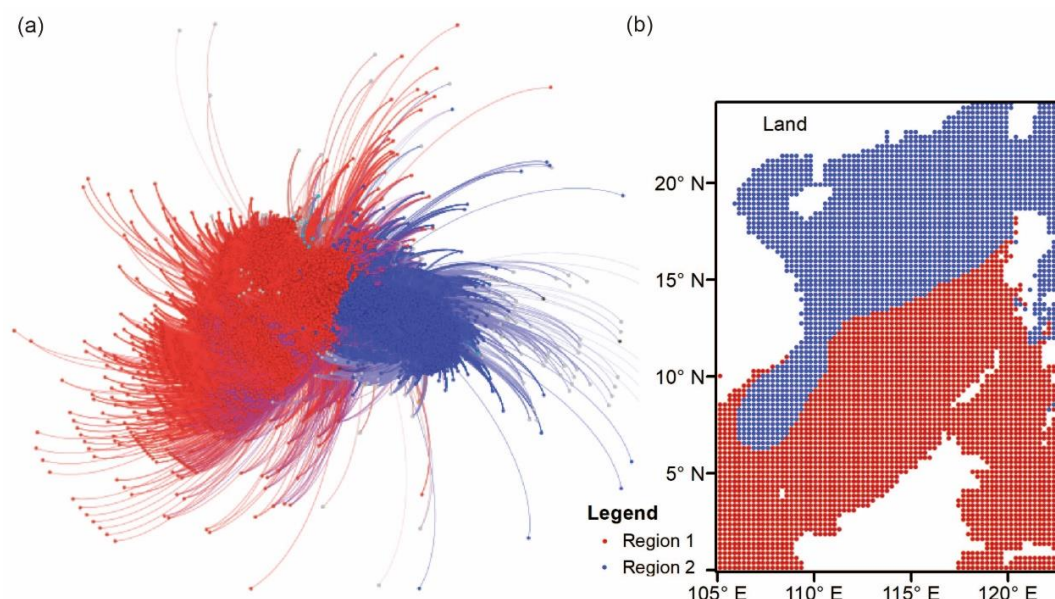 (a)
(b)
Land
20° N
15° N
10° N
5° N
Legend
Region 1
Region 2
105° E 110° E 115° E 120° E